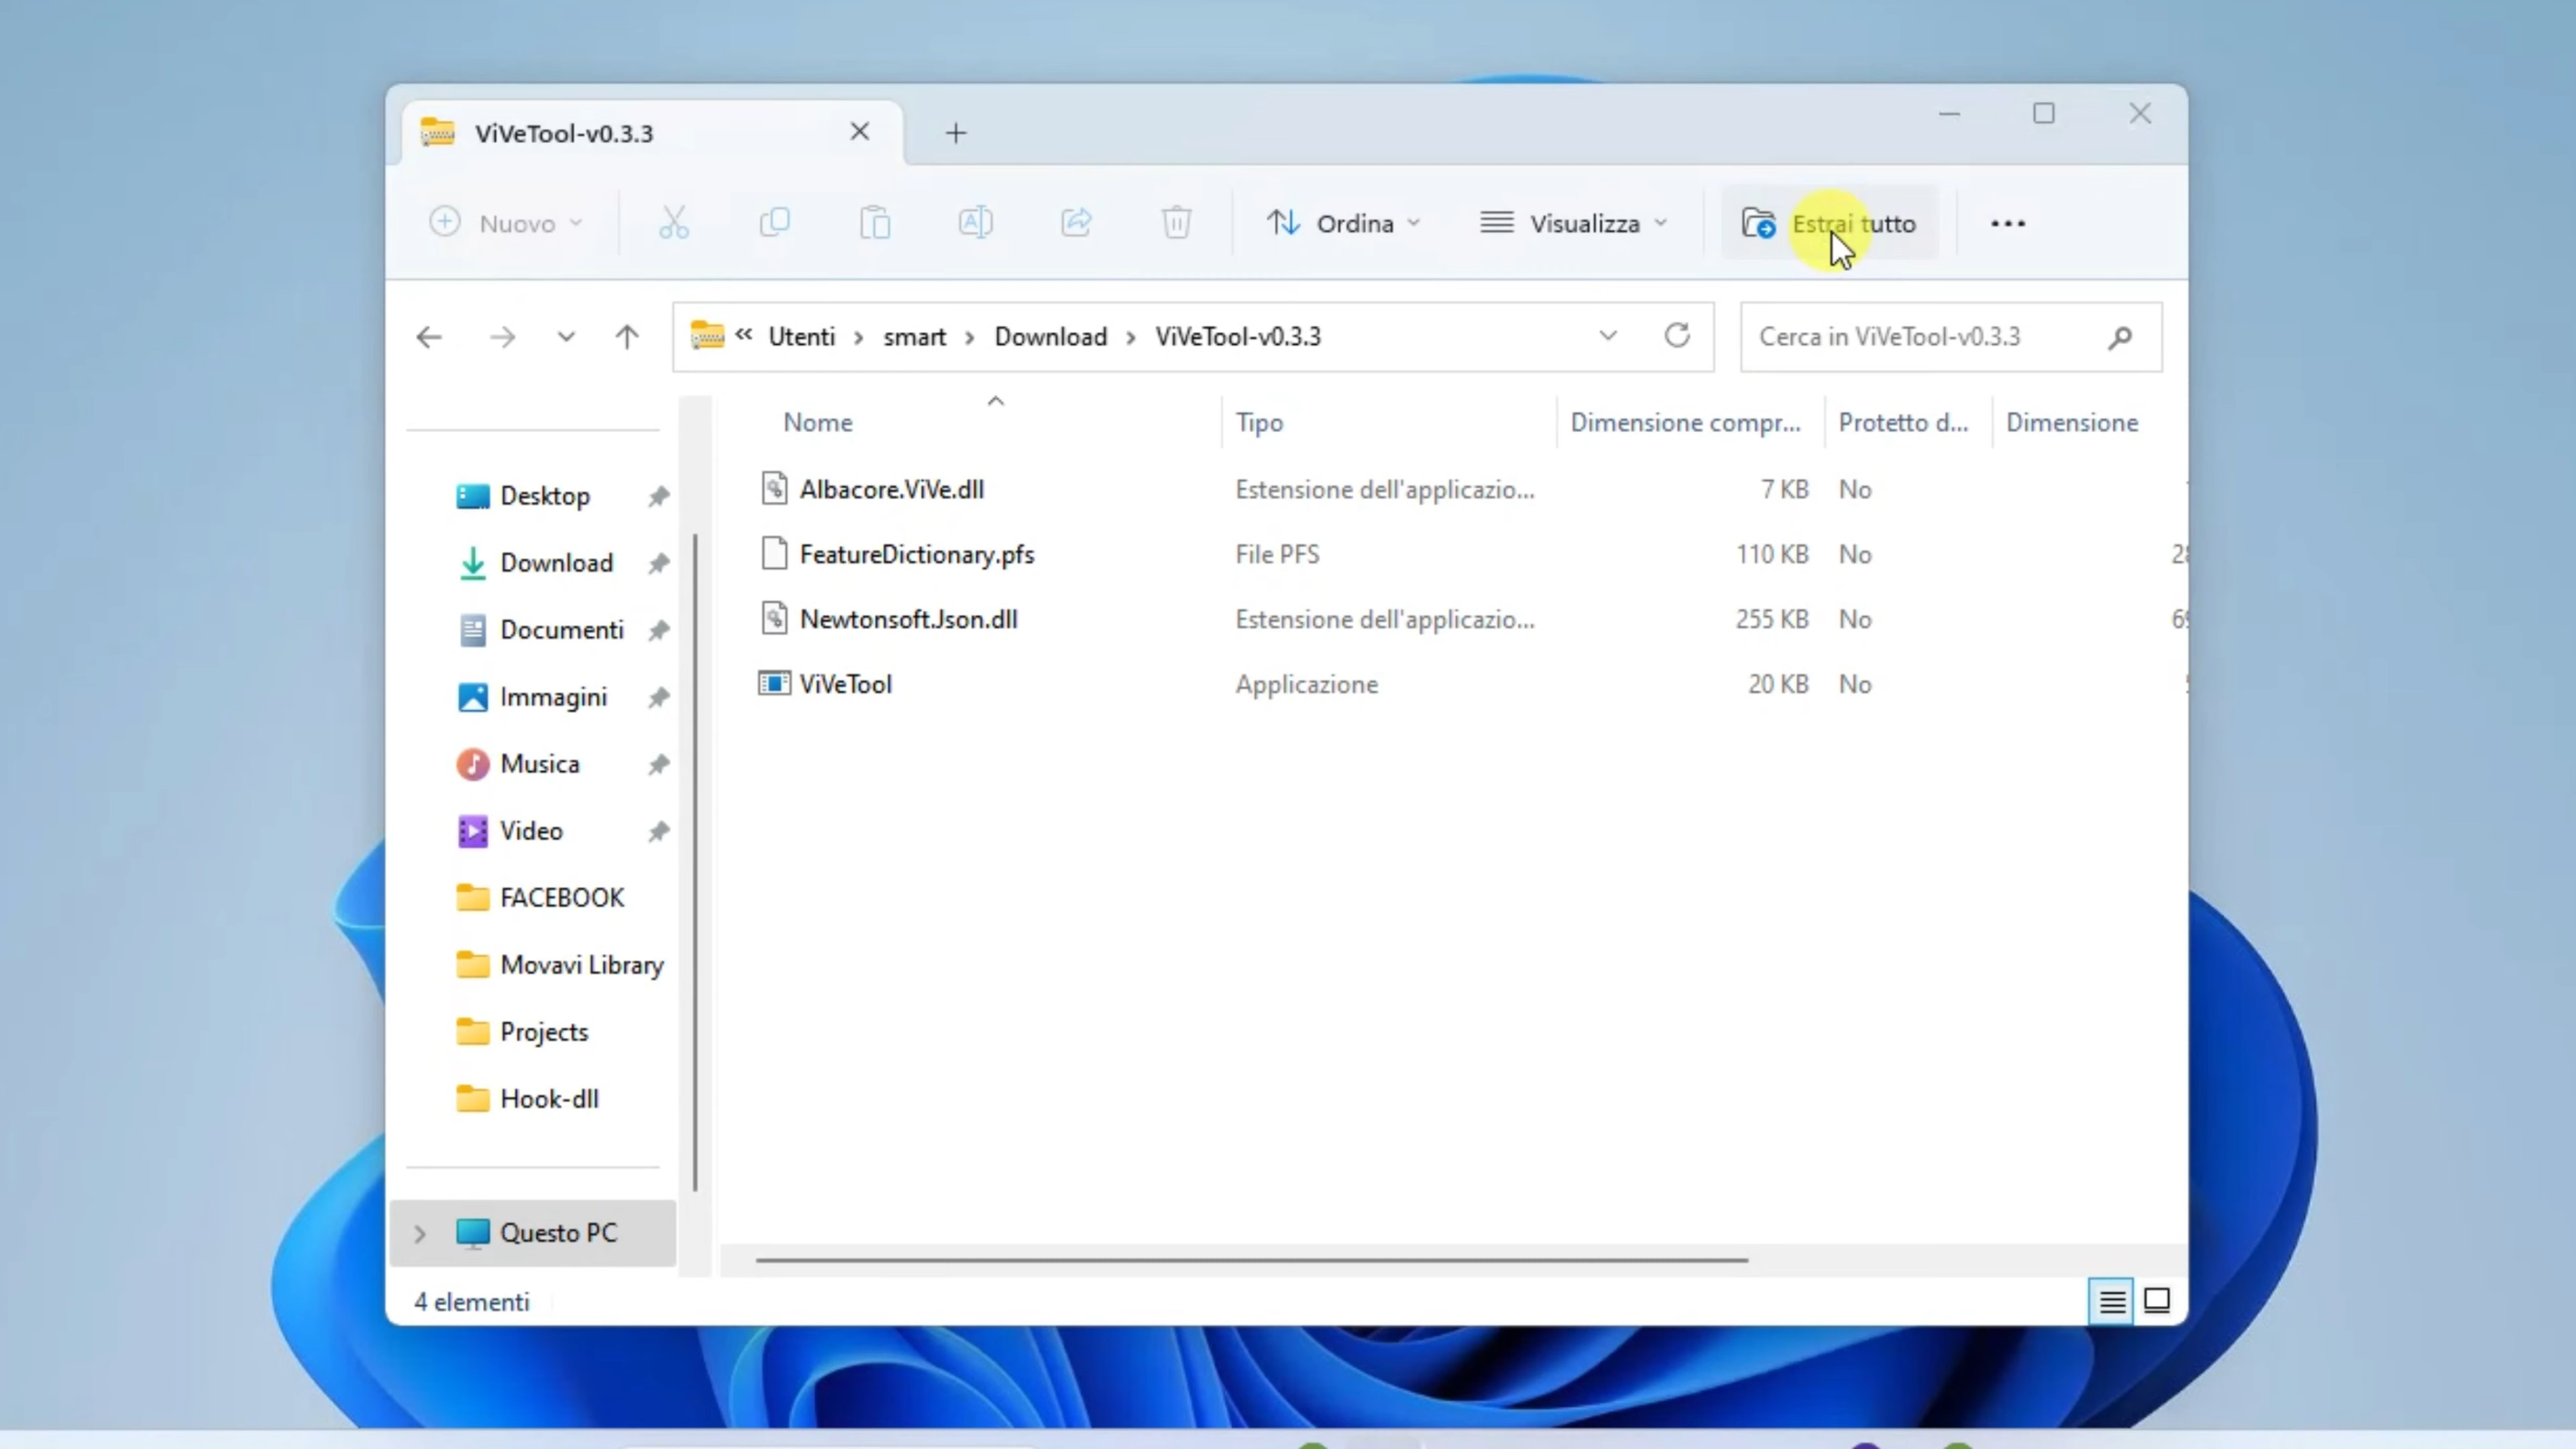 ViVeTool-v0.3.3
Nuovo
Ordina
Visualizza
Estrai tutto
« Utenti > smart > Download > ViVeTool-v0.3.3
Cerca in ViVeTool-v0.3.3
Nome Tipo Dimensione compr... Protetto d... Dimensione
Albacore.ViVe.dll Estensione dell'applicazio... 7 KB No
FeatureDictionary.pfs File PFS 110 KB No
Newtonsoft.Json.dll Estensione dell'applicazio... 255 KB No
ViVeTool Applicazione 20 KB No
Desktop
Download
Documenti
Immagini
Musica
Video
FACEBOOK
Movavi Library
Projects
Hook-dll
Questo PC
4 elementi